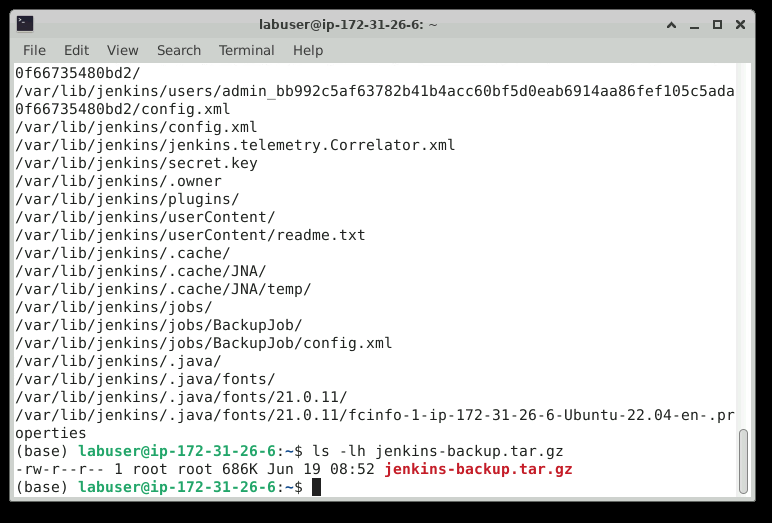 labuser@ip-172-31-26-6: ~
File Edit View Search Terminal Help
0f66735480bd2/
/var/lib/jenkins/users/admin_bb992c5af63782b41b4acc60bf5d0eab6914aa86fef105c5ada
0f66735480bd2/config.xml
/var/lib/jenkins/config.xml
/var/lib/jenkins/jenkins.telemetry.Correlator.xml
/var/lib/jenkins/secret.key
/var/lib/jenkins/.owner
/var/lib/jenkins/plugins/
/var/lib/jenkins/userContent/
/var/lib/jenkins/userContent/readme.txt
/var/lib/jenkins/.cache/
/var/lib/jenkins/.cache/JNA/
/var/lib/jenkins/.cache/JNA/temp/
/var/lib/jenkins/jobs/
/var/lib/jenkins/jobs/BackupJob/
/var/lib/jenkins/jobs/BackupJob/config.xml
/var/lib/jenkins/.java/
/var/lib/jenkins/.java/fonts/
/var/lib/jenkins/.java/fonts/21.0.11/
/var/lib/jenkins/.java/fonts/21.0.11/fcinfo-1-ip-172-31-26-6-Ubuntu-22.04-en-.pr
operties
(base) labuser@ip-172-31-26-6:~$ ls -lh jenkins-backup.tar.gz
-rw-r--r-- 1 root root 686K Jun 19 08:52 jenkins-backup.tar.gz
(base) labuser@ip-172-31-26-6:~$